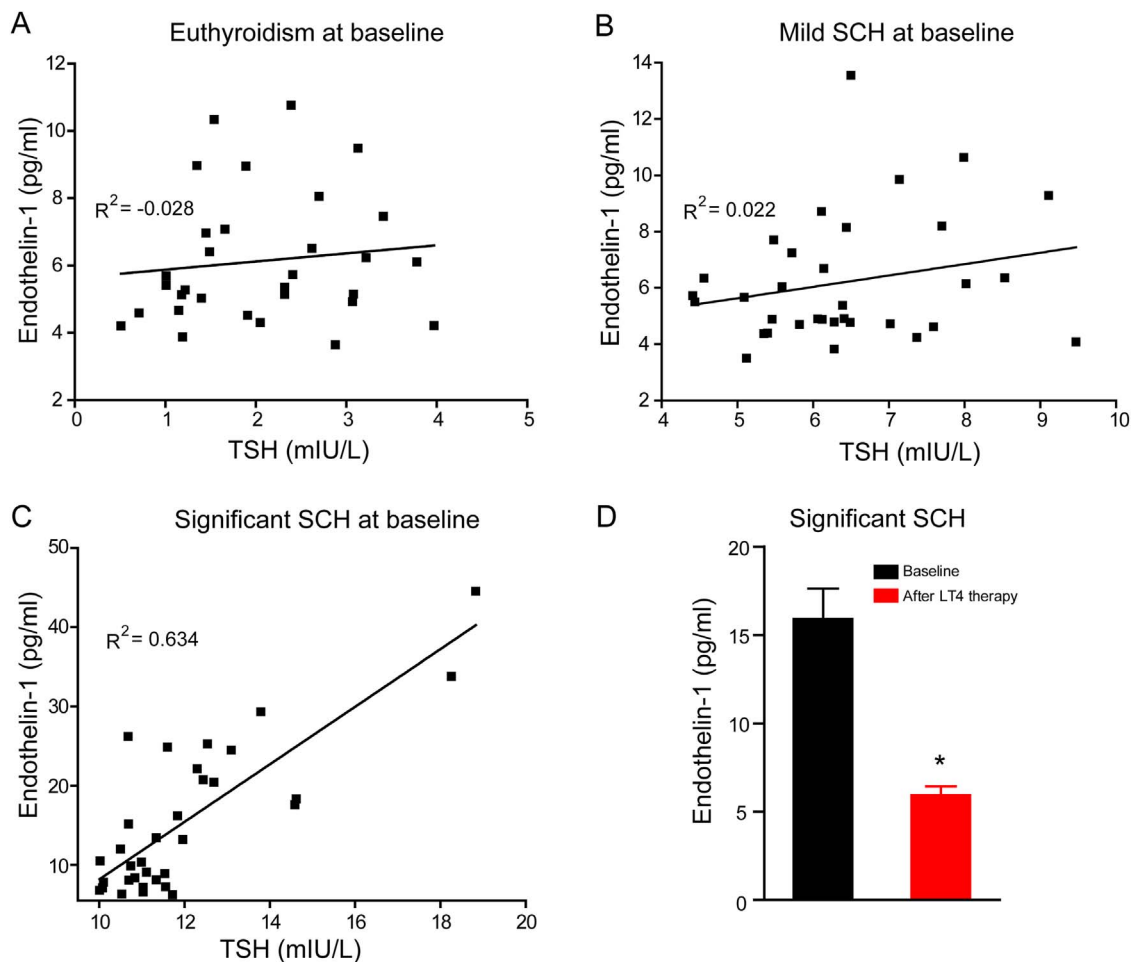 A
Euthyroidism at baseline
Endothelin-1 (pg/ml)
12
10
8
6
4
2
R² = -0.028
0
1
2
3
4
5
TSH (mIU/L)
B
Mild SCH at baseline
Endothelin-1 (pg/ml)
14
12
10
8
6
4
2
R² = 0.022
4
5
6
7
8
9
10
TSH (mIU/L)
C
Significant SCH at baseline
Endothelin-1 (pg/ml)
50
40
30
20
10
R² = 0.634
10
12
14
16
18
20
TSH (mIU/L)
D
Significant SCH
Endothelin-1 (pg/ml)
20
15
10
5
0
Baseline
After LT4 therapy
*